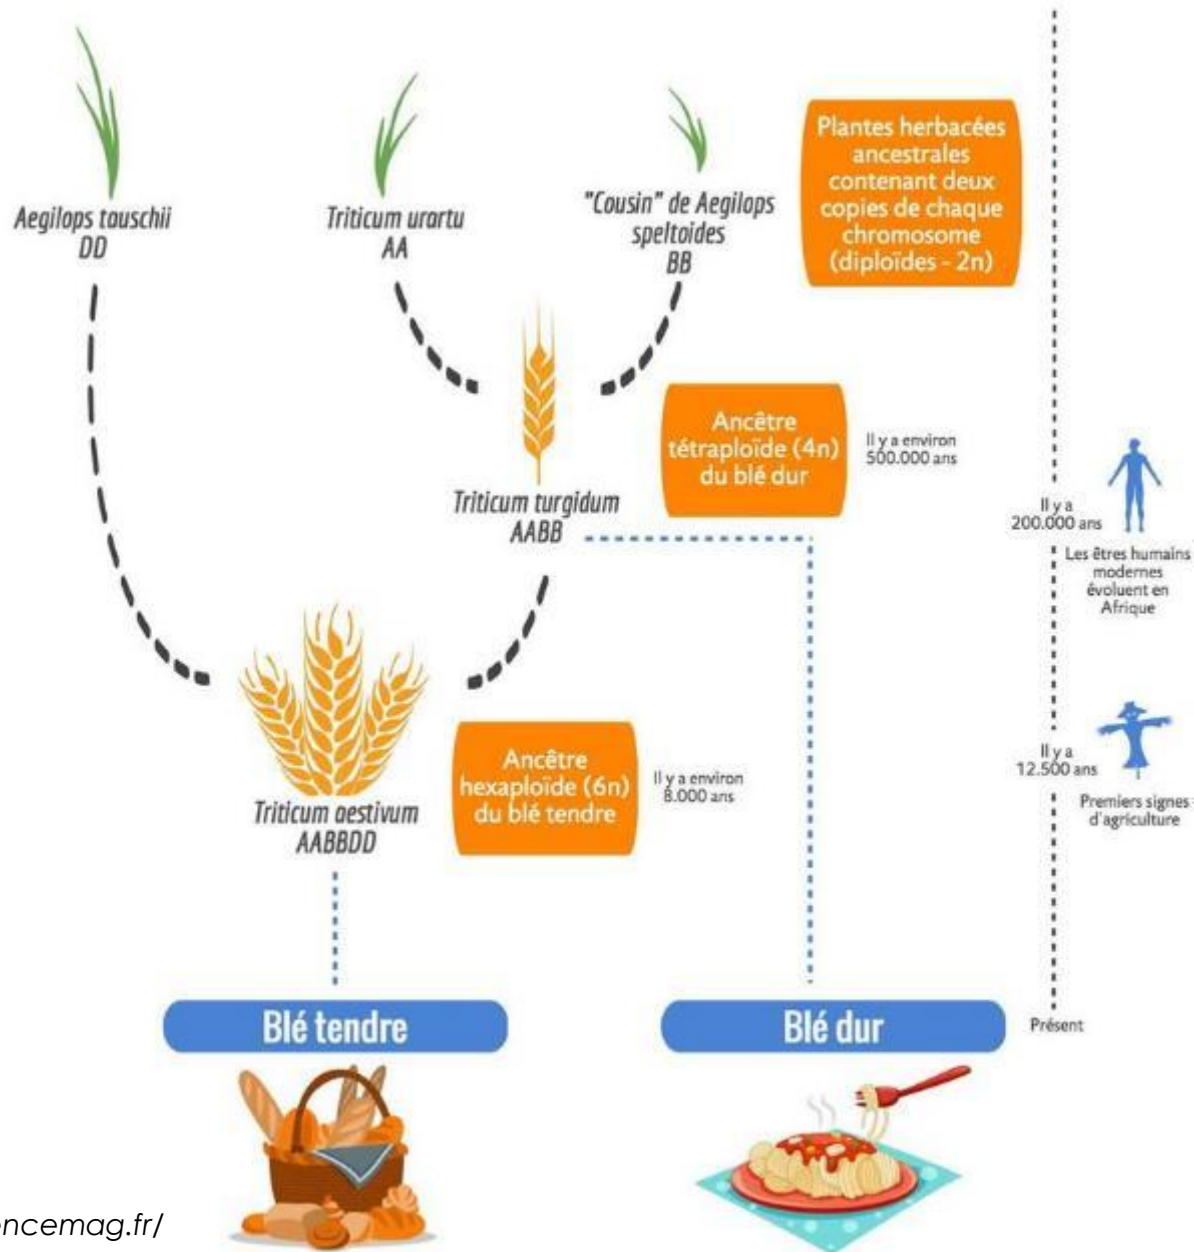 Aegilops tauschii
DD
Triticum urartu
AA
"Cousin" de Aegilops
speltoides
BB
Plantes herbacées
ancestrales
contenant deux
copies de chaque
chromosome
(diploïdes - 2n)
Triticum turgidum
AABB
Ancêtre
tétraploïde (4n)
du blé dur
Il y a environ
500.000 ans
Il y a
200.000 ans
Les êtres humains
modernes
évoluent en
Afrique
Triticum aestivum
AABBDD
Ancêtre
hexaploïde (6n)
du blé tendre
Il y a environ
8.000 ans
Il y a
12.500 ans
Premiers signes
d'agriculture
Blé tendre
Blé dur
Présent
encemag.fr/